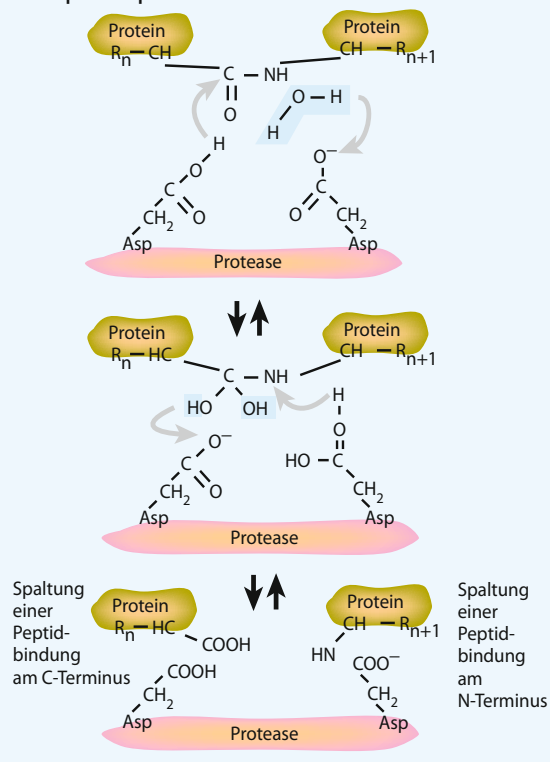 Protein
Protein
Rn — CH
CH — Rn+1
C — NH
O
O — H
H
H
O
O−
C
C
O
O
CH2
CH2
Asp
Asp
Protease
Protein
Protein
Rn — HC
CH — Rn+1
C — NH
H
HO
OH
O−
O
C
HO — C
O
CH2
CH2
Asp
Asp
Protease
Spaltung
einer
Peptid-
bindung
am C-Terminus
Protein
Rn — HC
COOH
COOH
CH2
Asp
Protein
CH — Rn+1
HN
COO−
CH2
Asp
Protease
Spaltung
einer
Peptid-
bindung
am
N-Terminus